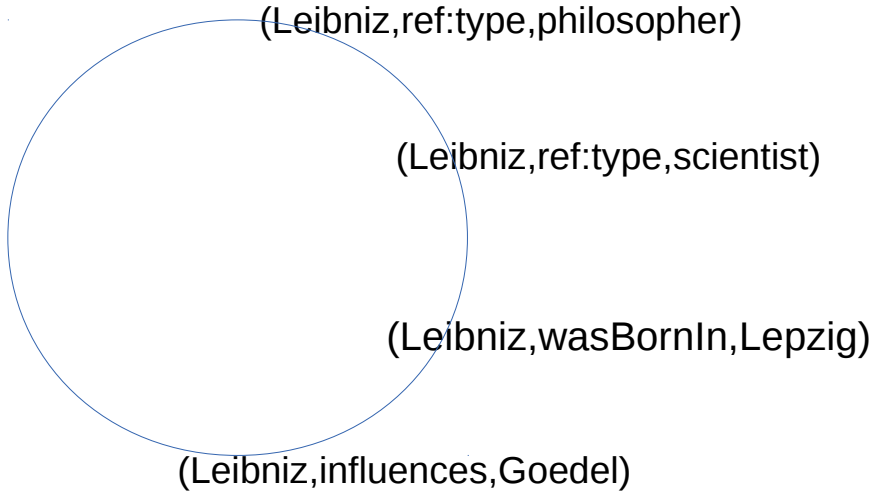 (Leibniz,ref:type,philosopher)
(Leibniz,ref:type,scientist)
(Leibniz,wasBornIn,Lepzig)
(Leibniz,influences,Goedel)